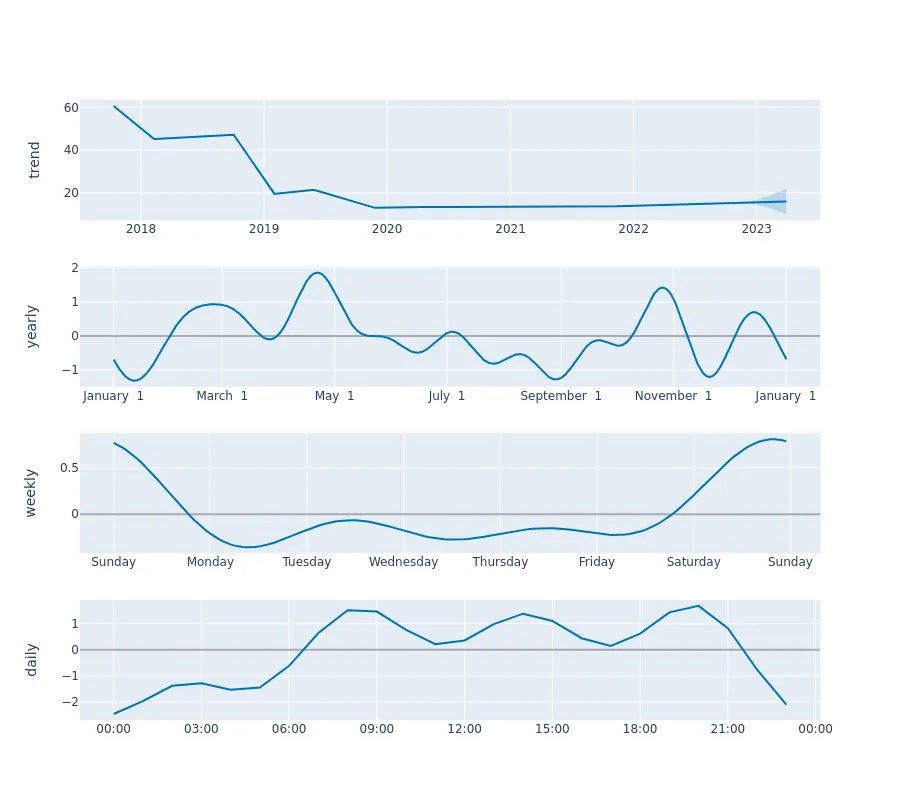 trend
60
40
20
2018 2019 2020 2021 2022 2023
yearly
2
1
0
−1
January 1 March 1 May 1 July 1 September 1 November 1 January 1
weekly
0.5
0
Sunday Monday Tuesday Wednesday Thursday Friday Saturday Sunday
daily
1
0
−1
−2
00:00 03:00 06:00 09:00 12:00 15:00 18:00 21:00 00:00